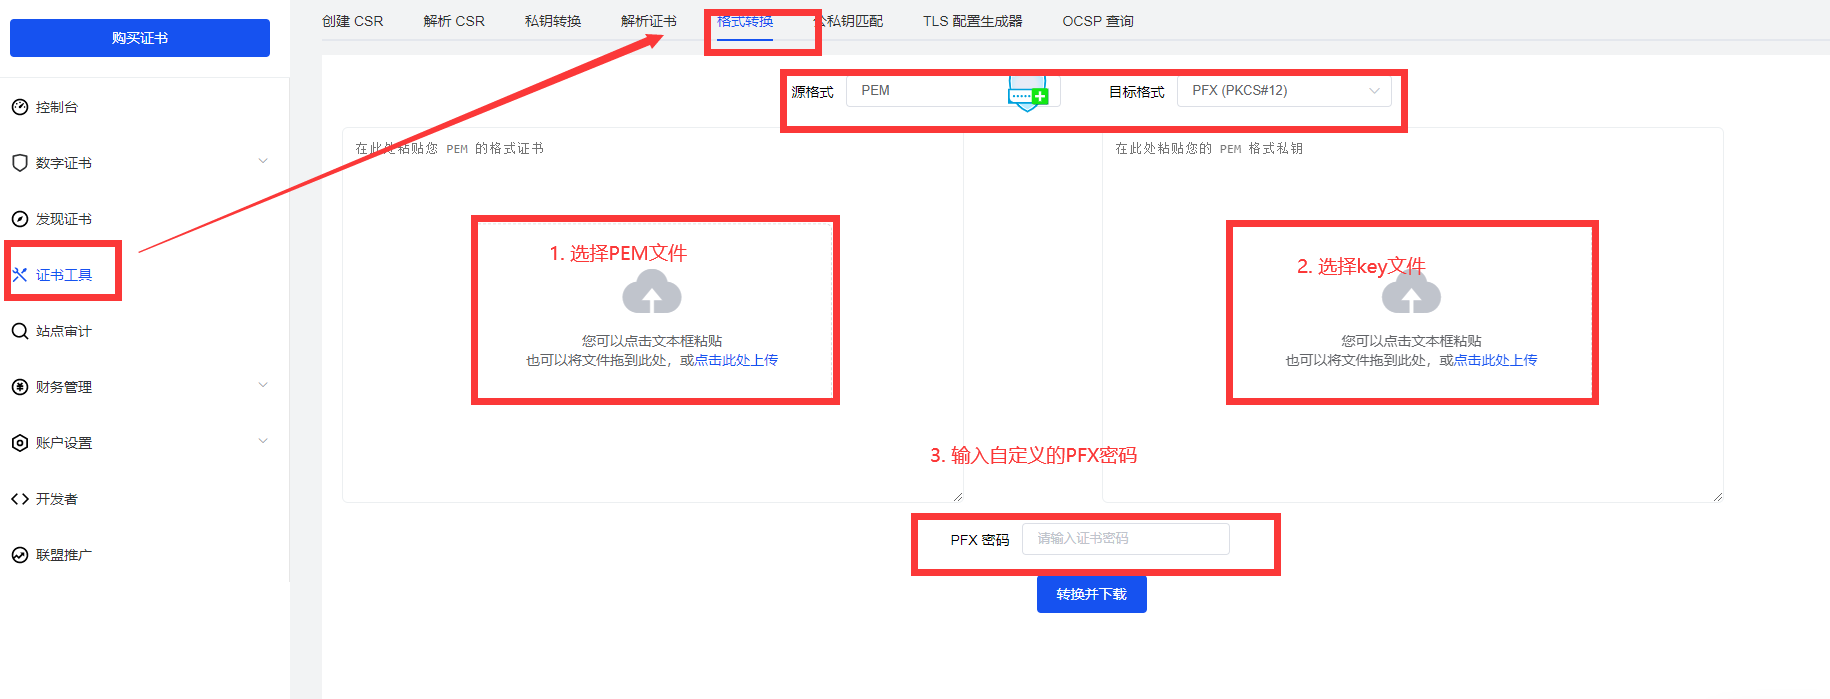 购买证书
控制台
数字证书
发现证书
证书工具
站点审计
财务管理
账户设置
开发者
联盟推广
创建 CSR
解析 CSR
私钥转换
解析证书
格式转换
公私钥匹配
TLS 配置生成器
OCSP 查询
源格式
PEM
目标格式
PFX (PKCS#12)
在此处粘贴您 PEM 的格式证书
1. 选择PEM文件
您可以点击文本框粘贴
也可以将文件拖到此处，或点击此处上传
在此处粘贴您的 PEM 格式私钥
2. 选择key文件
您可以点击文本框粘贴
也可以将文件拖到此处，或点击此处上传
3. 输入自定义的PFX密码
PFX 密码
请输入证书密码
转换并下载